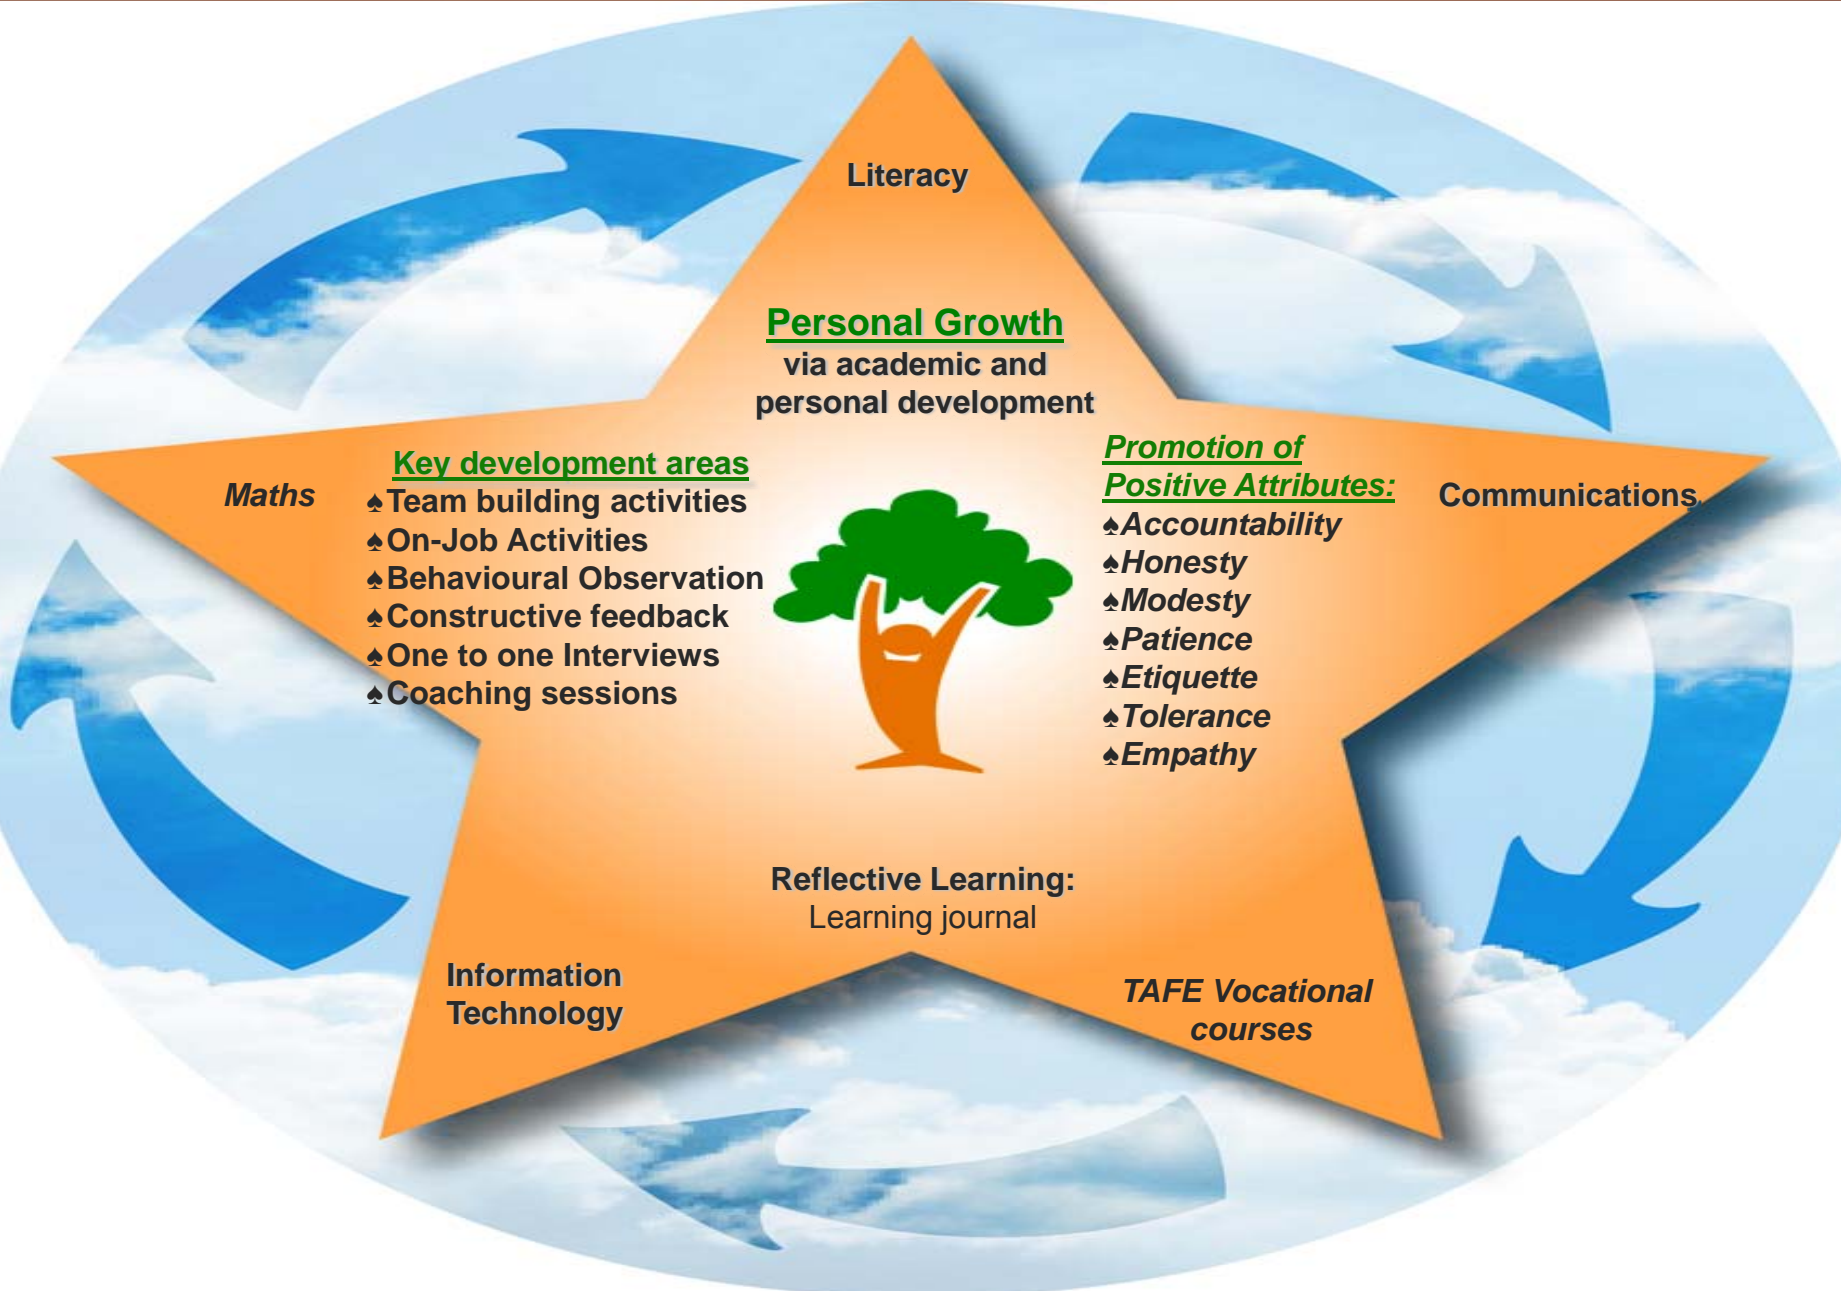 Literacy
Personal Growth
via academic and
personal development
Maths
Key development areas
♠Team building activities
♠On-Job Activities
♠Behavioural Observation
♠Constructive feedback
♠One to one Interviews
♠Coaching sessions
Promotion of
Positive Attributes:
♠Accountability
♠Honesty
♠Modesty
♠Patience
♠Etiquette
♠Tolerance
♠Empathy
Communications
Reflective Learning:
Learning journal
Information
Technology
TAFE Vocational
courses